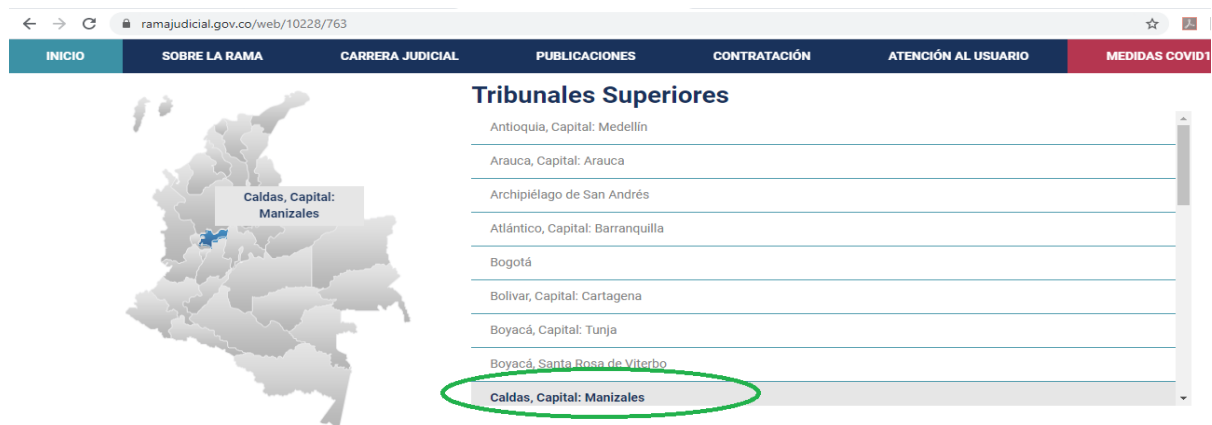 ramajudicial.gov.co/web/10228/763
INICIO SOBRE LA RAMA CARRERA JUDICIAL PUBLICACIONES CONTRATACIÓN ATENCIÓN AL USUARIO MEDIDAS COVID1
Tribunales Superiores
Antioquia, Capital: Medellín
Arauca, Capital: Arauca
Archipiélago de San Andrés
Atlántico, Capital: Barranquilla
Bogotá
Bolivar, Capital: Cartagena
Boyacá, Capital: Tunja
Boyacá, Santa Rosa de Viterbo
Caldas, Capital: Manizales
Caldas, Capital:
Manizales